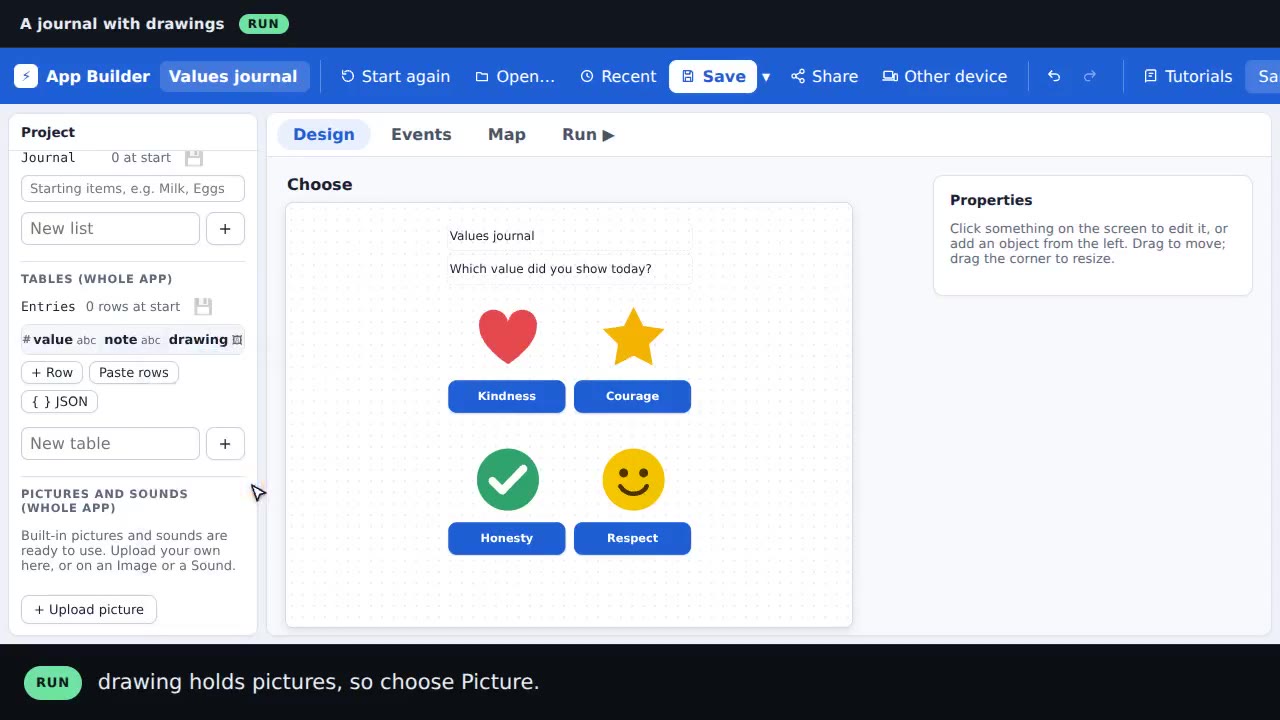 A journal with drawings RUN
App Builder Values journal Start again Open... Recent Save Share Other device Tutorials
Project
Design Events Map Run ▶
Journal 0 at start
Starting items, e.g. Milk, Eggs
New list +
TABLES (WHOLE APP)
Entries 0 rows at start
# value abc note abc drawing
+ Row Paste rows
{ } JSON
New table +
PICTURES AND SOUNDS
(WHOLE APP)
Built-in pictures and sounds are
ready to use. Upload your own
here, or on an Image or a Sound.
+ Upload picture
Choose
Values journal
Which value did you show today?
Kindness Courage
Honesty Respect
Properties
Click something on the screen to edit it, or
add an object from the left. Drag to move;
drag the corner to resize.
RUN drawing holds pictures, so choose Picture.